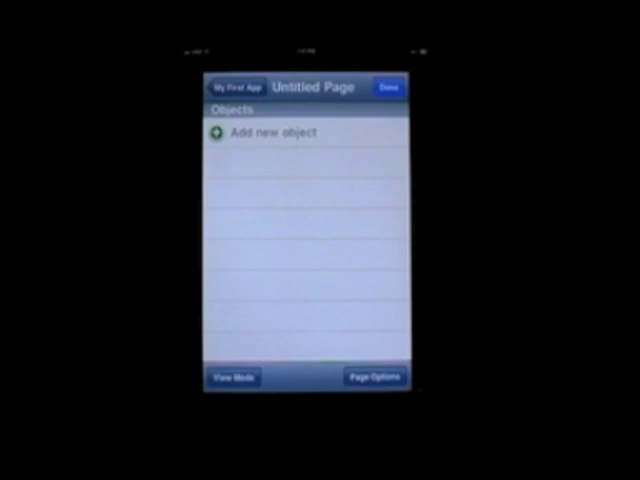 My First App Untitled Page Done
Objects
Add new object
View Mode Page Options